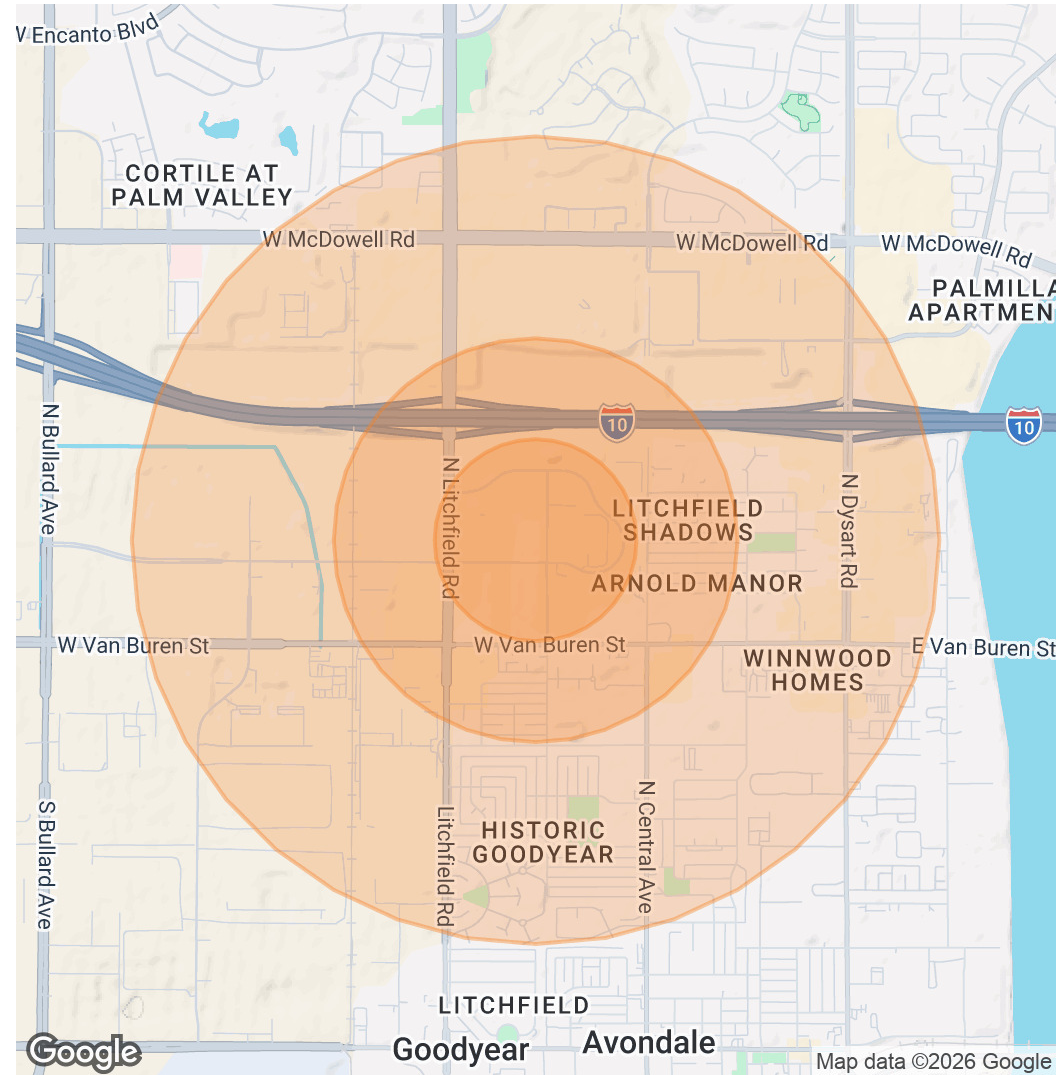 W Encanto Blvd
CORTILE AT
PALM VALLEY
W McDowell Rd
W McDowell Rd
W McDowell Rd
PALMILLA
APARTMEN
N Bullard Ave
10
10
N Litchfield Rd
LITCHFIELD
SHADOWS
N Dysart Rd
ARNOLD MANOR
W Van Buren St
W Van Buren St
E Van Buren St
WINNWOOD
HOMES
S Bullard Ave
Litchfield Rd
N Central Ave
HISTORIC
GOODYEAR
LITCHFIELD
Goodyear
Avondale
Google
Map data ©2026 Google